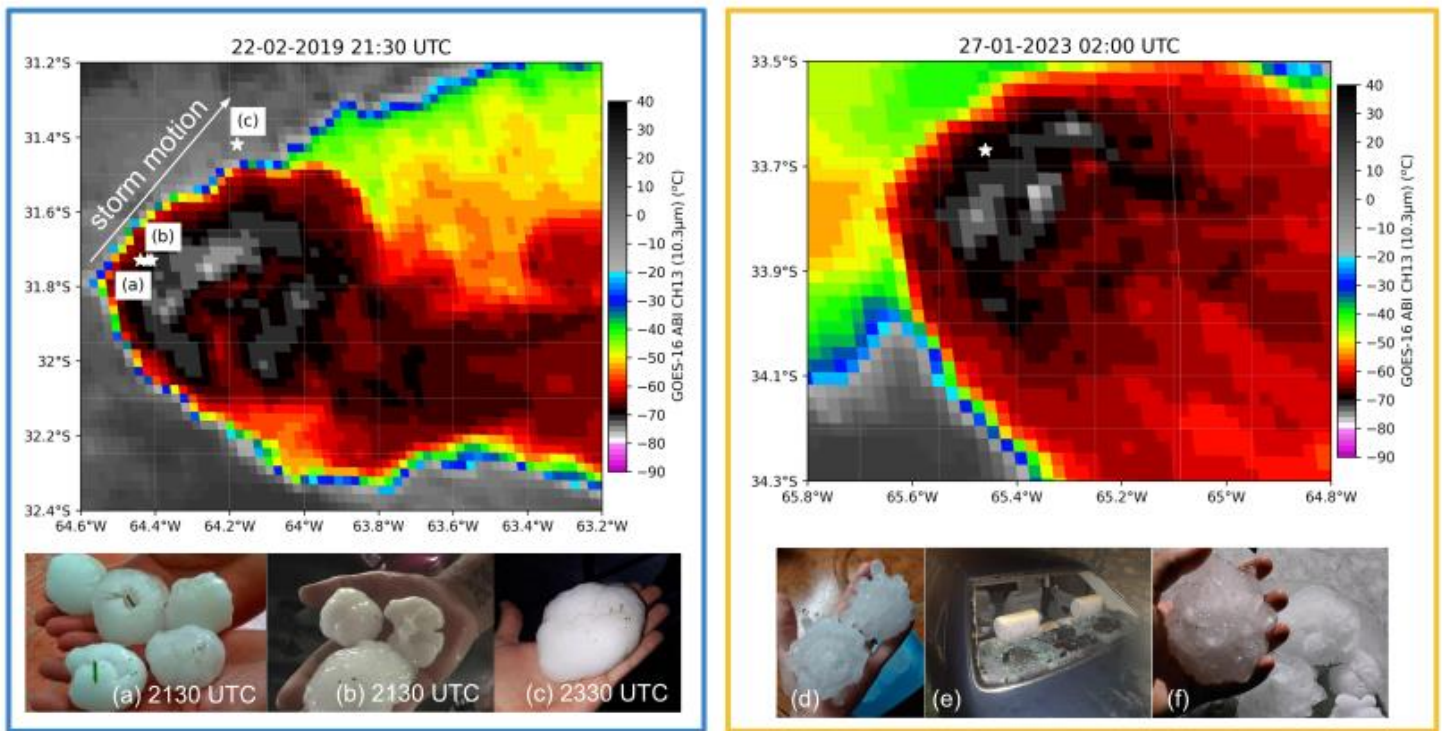 22-02-2019 21:30 UTC
31.2°S
31.4°S
31.6°S
31.8°S
32°S
32.2°S
32.4°S
64.6°W 64.4°W 64.2°W 64°W 63.8°W 63.6°W 63.4°W 63.2°W
storm motion
(c)
(b)
(a)
40
30
20
10
0
−10
−20
−30
−40
−50
−60
−70
−80
−90
GOES-16 ABI CH13 (10.3μm) (°C)
(a) 2130 UTC
(b) 2130 UTC
(c) 2330 UTC
27-01-2023 02:00 UTC
33.5°S
33.7°S
33.9°S
34.1°S
34.3°S
65.8°W 65.6°W 65.4°W 65.2°W 65°W 64.8°W
40
30
20
10
0
−10
−20
−30
−40
−50
−60
−70
−80
−90
GOES-16 ABI CH13 (10.3μm) (°C)
(d)
(e)
(f)